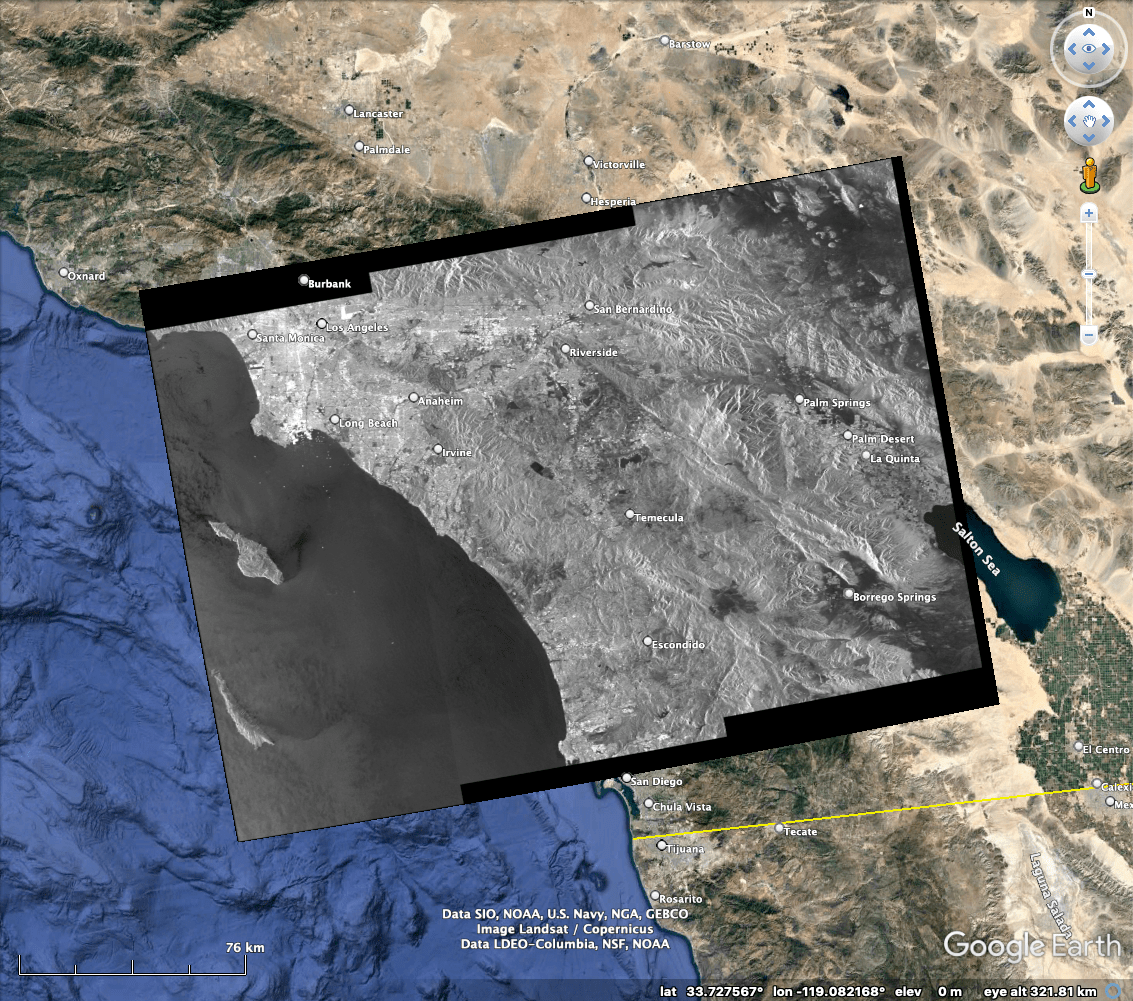 N
Barstow
Lancaster
Palmdale
Victorville
Hesperia
Oxnard
Burbank
San Bernardino
Los Angeles
Santa Monica
Riverside
Anaheim
Palm Springs
Long Beach
Palm Desert
Irvine
La Quinta
Temecula
Salton Sea
Borrego Springs
Escondido
El Centro
San Diego
Calexi
Chula Vista
Mex
Tecate
Tijuana
Laguna Salada
Rosarito
Data SIO, NOAA, U.S. Navy, NGA, GEBCO
Image Landsat / Copernicus
Data LDEO-Columbia, NSF, NOAA
76 km
Google Earth
lat 33.727567° lon -119.082168° elev 0 m eye alt 321.81 km